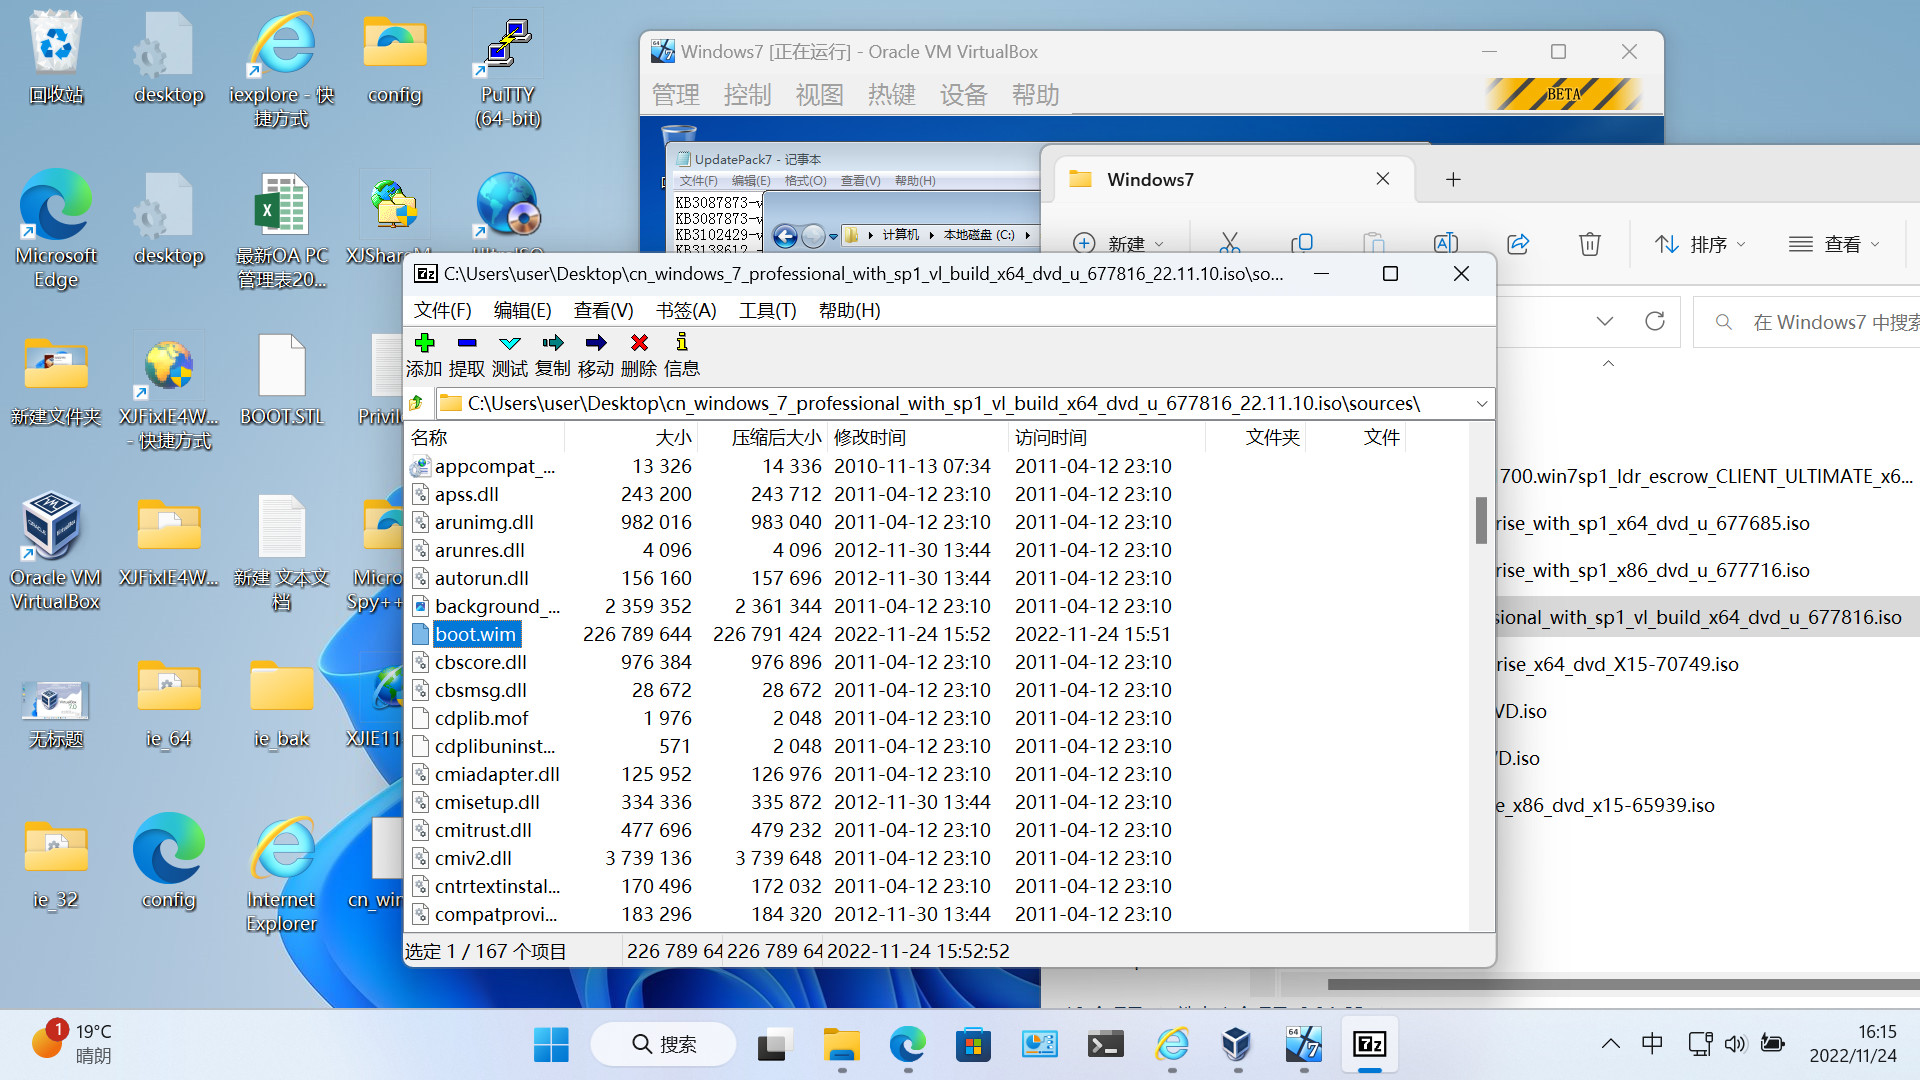 回收站
desktop
iexplore - 快
捷方式
config
PuTTY
(64-bit)
Microsoft
Edge
desktop
最新OA PC
管理表20...
新建文件夹
XJFixIE4W...
- 快捷方式
BOOT.STL
Oracle VM
VirtualBox
XJFixIE4W...
新建 文本文
档
无标题
ie_64
ie_bak
XJIE11
ie_32
config
Internet
Explorer
Windows7 [正在运行] - Oracle VM VirtualBox
管理 控制 视图 热键 设备 帮助
BETA
UpdatePack7 - 记事本
文件(F) 编辑(E) 格式(O) 查看(V) 帮助(H)
KB3087873-v
KB3087873-v
KB3102429-v
计算机 本地磁盘 (C:)
Windows7
新建
排序
查看
在 Windows7 中搜索
700.win7sp1_ldr_escrow_CLIENT_ULTIMATE_x6...
rise_with_sp1_x64_dvd_u_677685.iso
rise_with_sp1_x86_dvd_u_677716.iso
sional_with_sp1_vl_build_x64_dvd_u_677816.iso
rise_x64_dvd_X15-70749.iso
VD.iso
D.iso
e_x86_dvd_x15-65939.iso
7z C:\Users\user\Desktop\cn_windows_7_professional_with_sp1_vl_build_x64_dvd_u_677816_22.11.10.iso\so...
文件(F) 编辑(E) 查看(V) 书签(A) 工具(T) 帮助(H)
添加 提取 测试 复制 移动 删除 信息
C:\Users\user\Desktop\cn_windows_7_professional_with_sp1_vl_build_x64_dvd_u_677816_22.11.10.iso\sources\
名称 大小 压缩后大小 修改时间 访问时间 文件夹 文件
appcompat_... 13 326 14 336 2010-11-13 07:34 2011-04-12 23:10
apss.dll 243 200 243 712 2011-04-12 23:10 2011-04-12 23:10
arunimg.dll 982 016 983 040 2011-04-12 23:10 2011-04-12 23:10
arunres.dll 4 096 4 096 2012-11-30 13:44 2011-04-12 23:10
autorun.dll 156 160 157 696 2012-11-30 13:44 2011-04-12 23:10
background_... 2 359 352 2 361 344 2011-04-12 23:10 2011-04-12 23:10
boot.wim 226 789 644 226 791 424 2022-11-24 15:52 2022-11-24 15:51
cbscore.dll 976 384 976 896 2011-04-12 23:10 2011-04-12 23:10
cbsmsg.dll 28 672 28 672 2011-04-12 23:10 2011-04-12 23:10
cdplib.mof 1 976 2 048 2011-04-12 23:10 2011-04-12 23:10
cdplibuninst... 571 2 048 2011-04-12 23:10 2011-04-12 23:10
cmiadapter.dll 125 952 126 976 2011-04-12 23:10 2011-04-12 23:10
cmisetup.dll 334 336 335 872 2012-11-30 13:44 2011-04-12 23:10
cmitrust.dll 477 696 479 232 2011-04-12 23:10 2011-04-12 23:10
cmiv2.dll 3 739 136 3 739 648 2011-04-12 23:10 2011-04-12 23:10
cntrtextinstal... 170 496 172 032 2011-04-12 23:10 2011-04-12 23:10
compatprovi... 183 296 184 320 2012-11-30 13:44 2011-04-12 23:10
选定 1 / 167 个项目 226 789 64 226 789 64 2022-11-24 15:52:52
1
19°C
晴朗
搜索
64
7z
中
16:15
2022/11/24